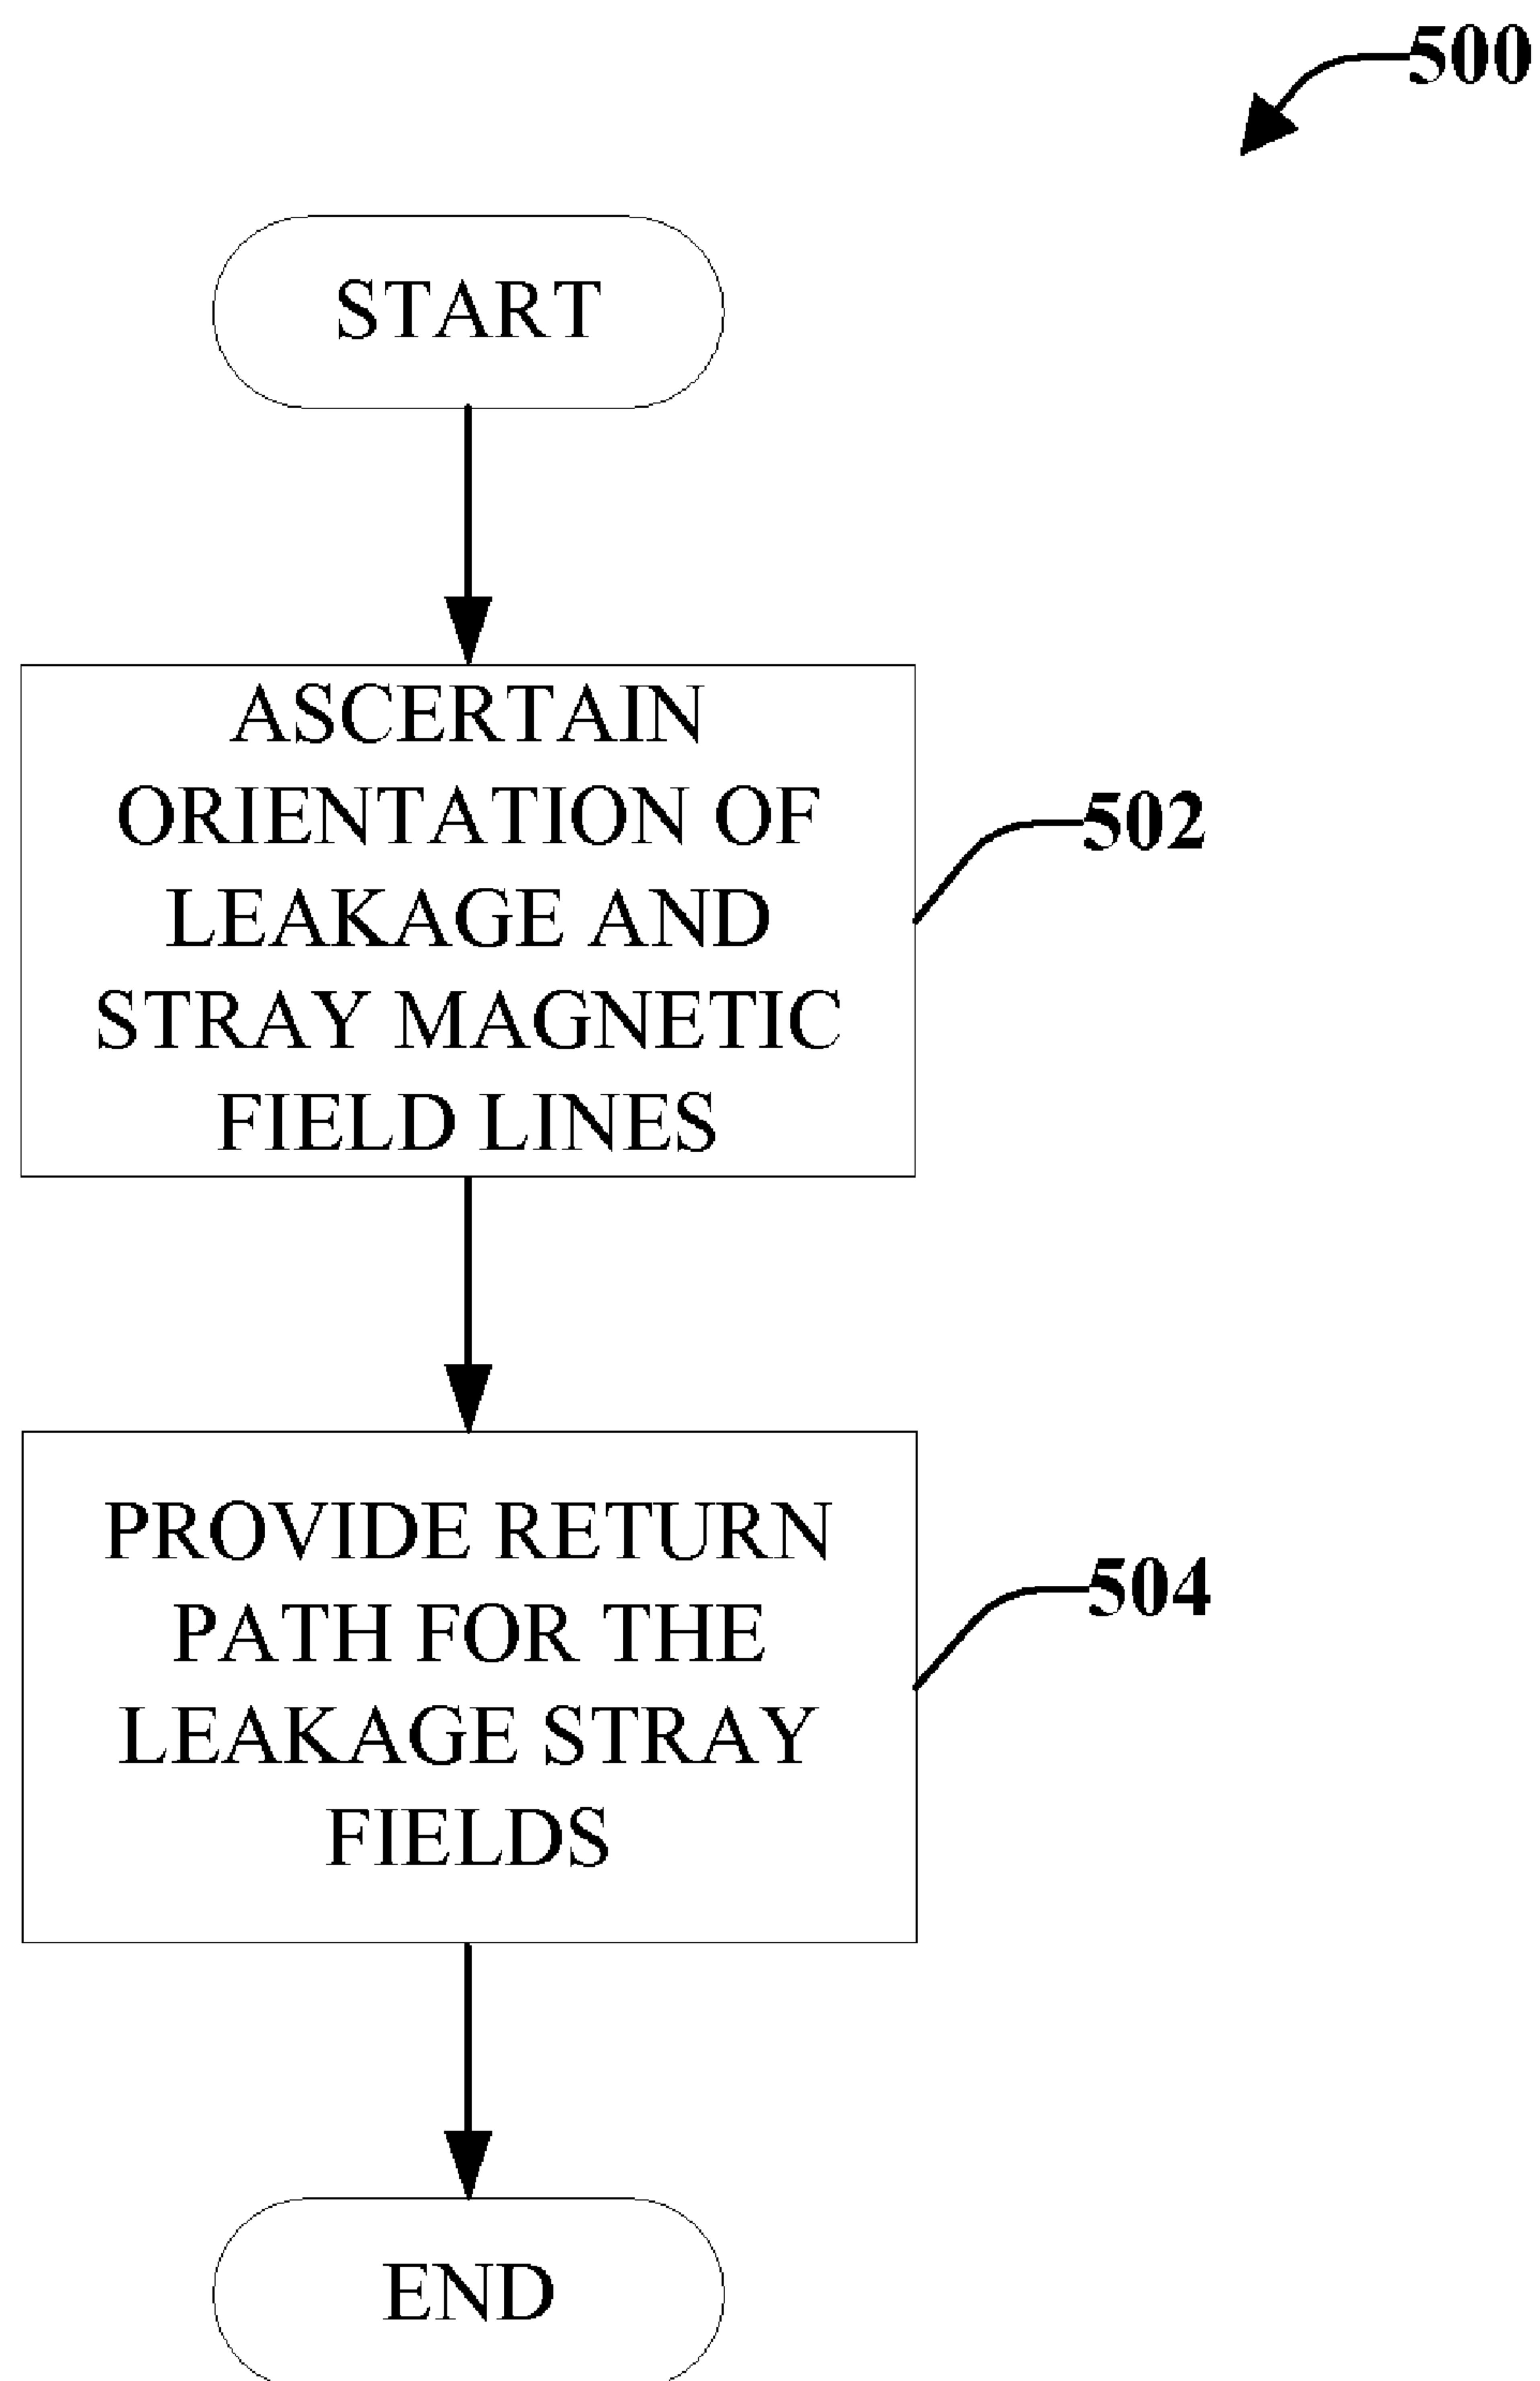 500
START
ASCERTAIN
ORIENTATION OF
LEAKAGE AND
STRAY MAGNETIC
FIELD LINES
502
PROVIDE RETURN
PATH FOR THE
LEAKAGE STRAY
FIELDS
504
END